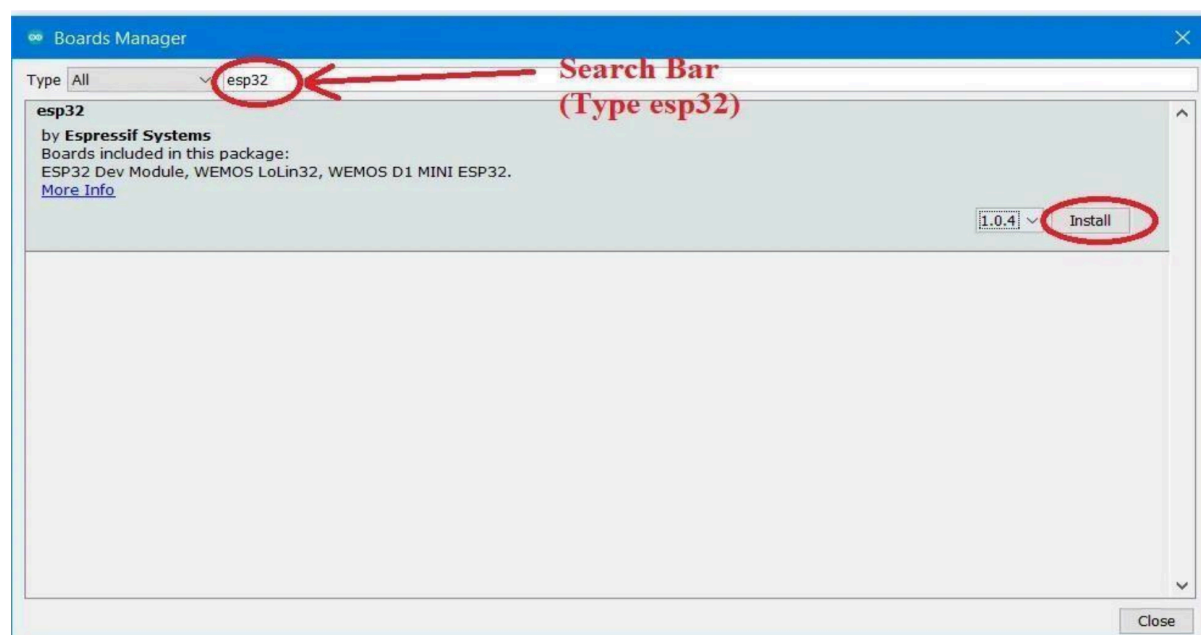 Boards Manager
Type All esp32
Search Bar
(Type esp32)
esp32
by Espressif Systems
Boards included in this package:
ESP32 Dev Module, WEMOS LoLin32, WEMOS D1 MINI ESP32.
More Info
1.0.4 Install
Close